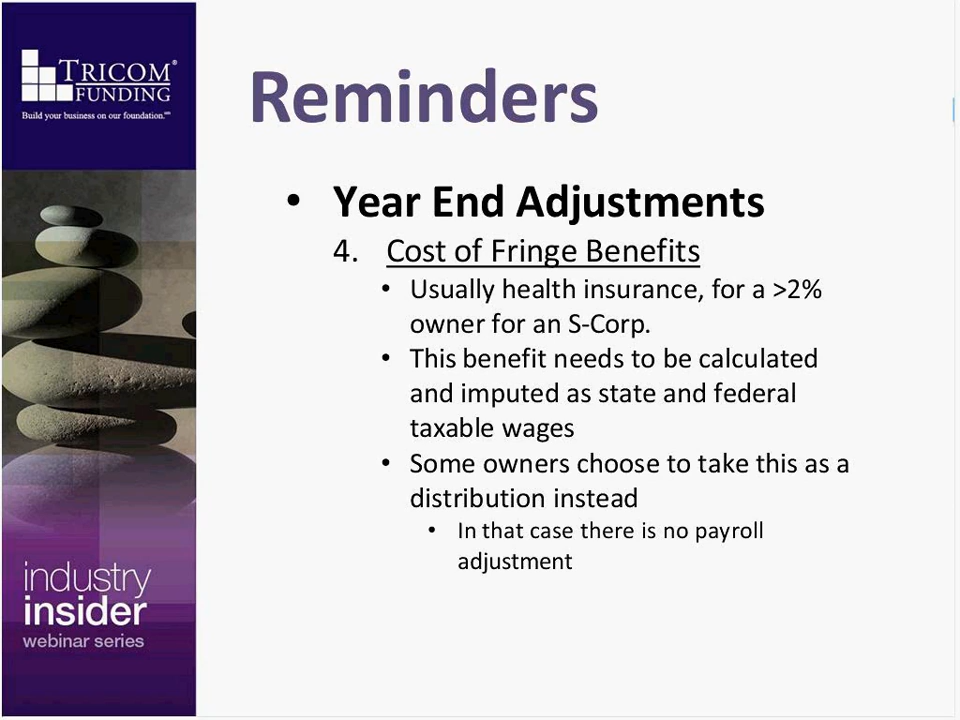 TRICOM®
FUNDING
Build your business on our foundation.℠
Reminders
• Year End Adjustments
4. Cost of Fringe Benefits
• Usually health insurance, for a >2%
owner for an S-Corp.
• This benefit needs to be calculated
and imputed as state and federal
taxable wages
• Some owners choose to take this as a
distribution instead
• In that case there is no payroll
adjustment
industry
insider
webinar series